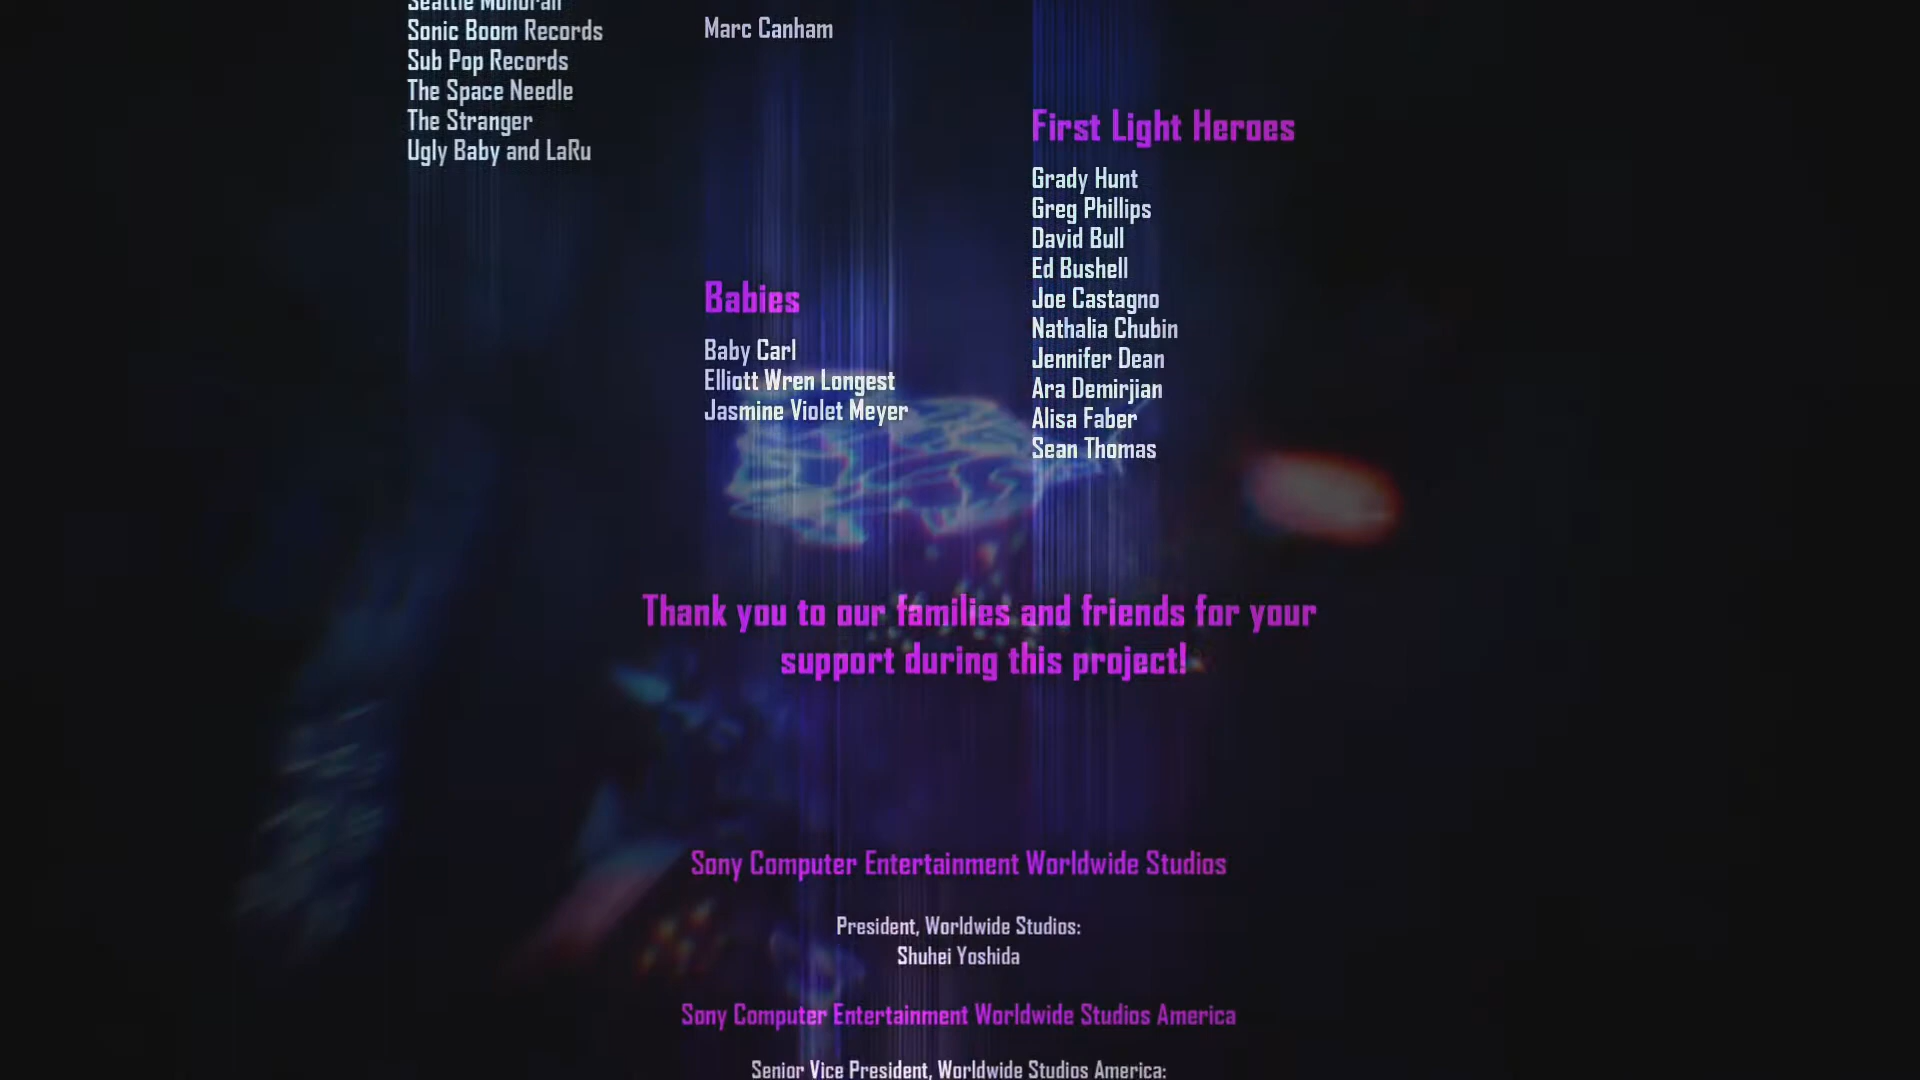 Seattle Monorail
Sonic Boom Records
Sub Pop Records
The Space Needle
The Stranger
Ugly Baby and LaRu
Marc Canham
Babies
Baby Carl
Elliott Wren Longest
Jasmine Violet Meyer
First Light Heroes
Grady Hunt
Greg Phillips
David Bull
Ed Bushell
Joe Castagno
Nathalia Chubin
Jennifer Dean
Ara Demirjian
Alisa Faber
Sean Thomas
Thank you to our families and friends for your
support during this project!
Sony Computer Entertainment Worldwide Studios
President, Worldwide Studios:
Shuhei Yoshida
Sony Computer Entertainment Worldwide Studios America
Senior Vice President, Worldwide Studios America: